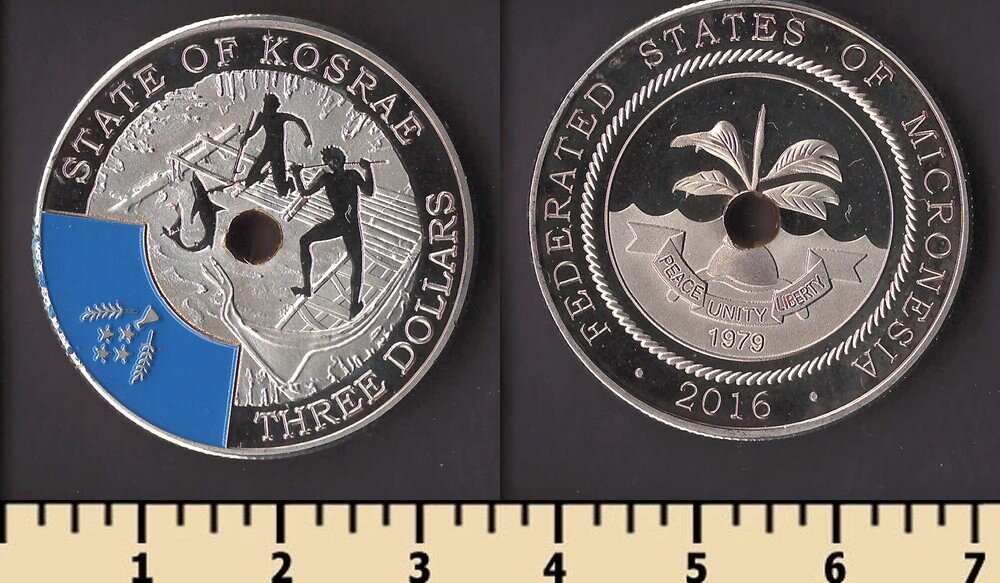 STATE OF KOSRAE
THREE DOLLARS
FEDERATED STATES OF MICRONESIA
PEACE UNITY LIBERTY
1979
· 2016 ·
1 2 3 4 5 6 7